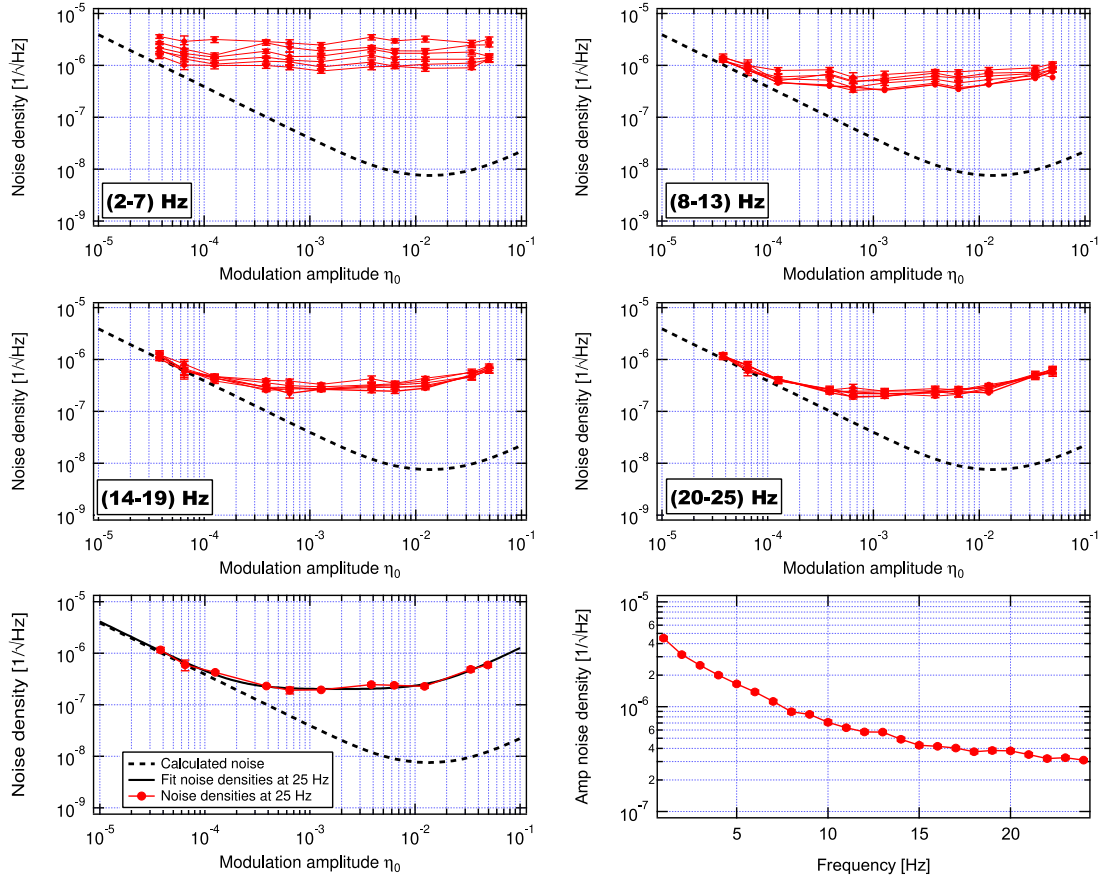 10⁻⁵
10⁻⁶
10⁻⁷
10⁻⁸
10⁻⁹
Noise density [1/√Hz]
(2-7) Hz
10⁻⁵ 10⁻⁴ 10⁻³ 10⁻² 10⁻¹
Modulation amplitude η₀
10⁻⁵
10⁻⁶
10⁻⁷
10⁻⁸
10⁻⁹
Noise density [1/√Hz]
(8-13) Hz
10⁻⁵ 10⁻⁴ 10⁻³ 10⁻² 10⁻¹
Modulation amplitude η₀
10⁻⁵
10⁻⁶
10⁻⁷
10⁻⁸
10⁻⁹
Noise density [1/√Hz]
(14-19) Hz
10⁻⁵ 10⁻⁴ 10⁻³ 10⁻² 10⁻¹
Modulation amplitude η₀
10⁻⁵
10⁻⁶
10⁻⁷
10⁻⁸
10⁻⁹
Noise density [1/√Hz]
(20-25) Hz
10⁻⁵ 10⁻⁴ 10⁻³ 10⁻² 10⁻¹
Modulation amplitude η₀
10⁻⁵
10⁻⁶
10⁻⁷
10⁻⁸
10⁻⁹
Noise density [1/√Hz]
Calculated noise
Fit noise densities at 25 Hz
Noise densities at 25 Hz
10⁻⁵ 10⁻⁴ 10⁻³ 10⁻² 10⁻¹
Modulation amplitude η₀
10⁻⁵
6
4
2
10⁻⁶
6
4
2
10⁻⁷
Amp noise density [1/√Hz]
5 10 15 20
Frequency [Hz]